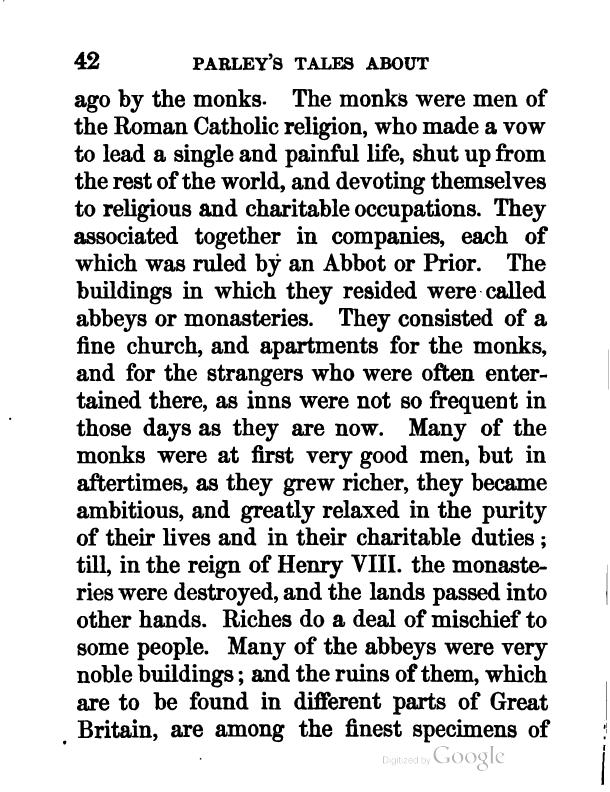 42 PARLEY'S TALES ABOUT
ago by the monks. The monks were men of
the Roman Catholic religion, who made a vow
to lead a single and painful life, shut up from
the rest of the world, and devoting themselves
to religious and charitable occupations. They
associated together in companies, each of
which was ruled by an Abbot or Prior. The
buildings in which they resided were called
abbeys or monasteries. They consisted of a
fine church, and apartments for the monks,
and for the strangers who were often enter-
tained there, as inns were not so frequent in
those days as they are now. Many of the
monks were at first very good men, but in
aftertimes, as they grew richer, they became
ambitious, and greatly relaxed in the purity
of their lives and in their charitable duties;
till, in the reign of Henry VIII. the monaste-
ries were destroyed, and the lands passed into
other hands. Riches do a deal of mischief to
some people. Many of the abbeys were very
noble buildings; and the ruins of them, which
are to be found in different parts of Great
Britain, are among the finest specimens of
Digitized by Google